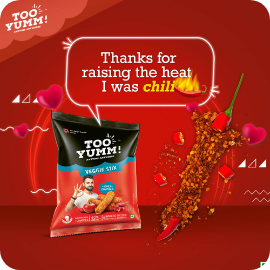 TOO
YUMM!
Thanks for
raising the heat
I was chili
TOO
YUMM!
VEGGIE STIX